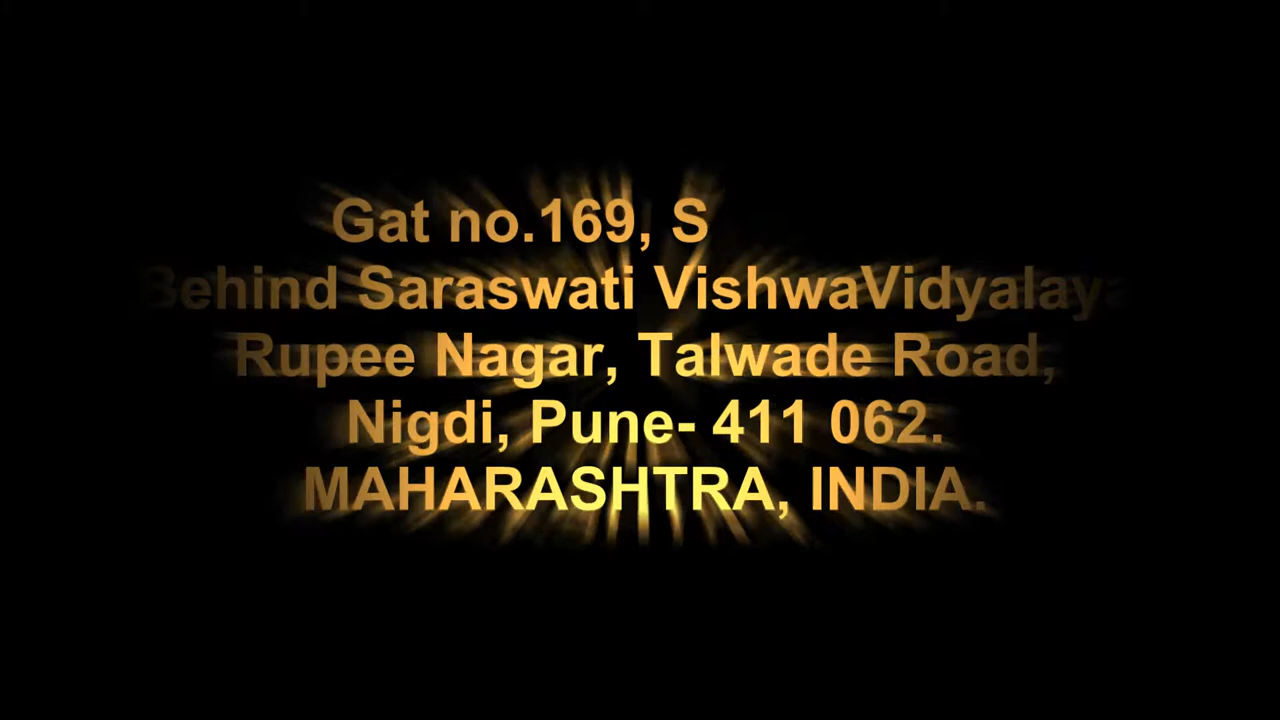 Gat no.169, S
Behind Saraswati VishwaVidyalaya
Rupee Nagar, Talwade Road,
Nigdi, Pune- 411 062.
MAHARASHTRA, INDIA.